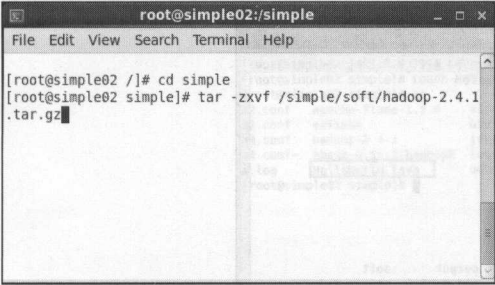 root@simple02:/simple
File Edit View Search Terminal Help
[root@simple02 /]# cd simple
[root@simple02 simple]# tar -zxvf /simple/soft/hadoop-2.4.1
.tar.gz